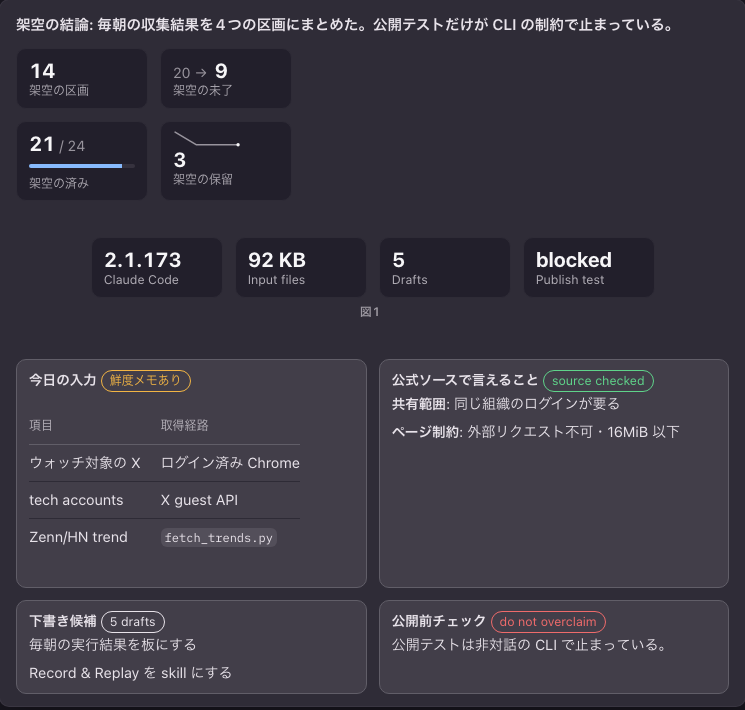 架空の結論: 毎朝の収集結果を４つの区画にまとめた。公開テストだけが CLI の制約で止まっている。
14
架空の区画
20 → 9
架空の未了
21 / 24
架空の済み
3
架空の保留
2.1.173
Claude Code
92 KB
Input files
5
Drafts
blocked
Publish test
図1
今日の入力 鮮度メモあり
項目 取得経路
ウォッチ対象の X ログイン済み Chrome
tech accounts X guest API
Zenn/HN trend fetch_trends.py
公式ソースで言えること source checked
共有範囲: 同じ組織のログインが要る
ページ制約: 外部リクエスト不可・16MiB 以下
下書き候補 5 drafts
毎朝の実行結果を板にする
Record & Replay を skill にする
公開前チェック do not overclaim
公開テストは非対話の CLI で止まっている。